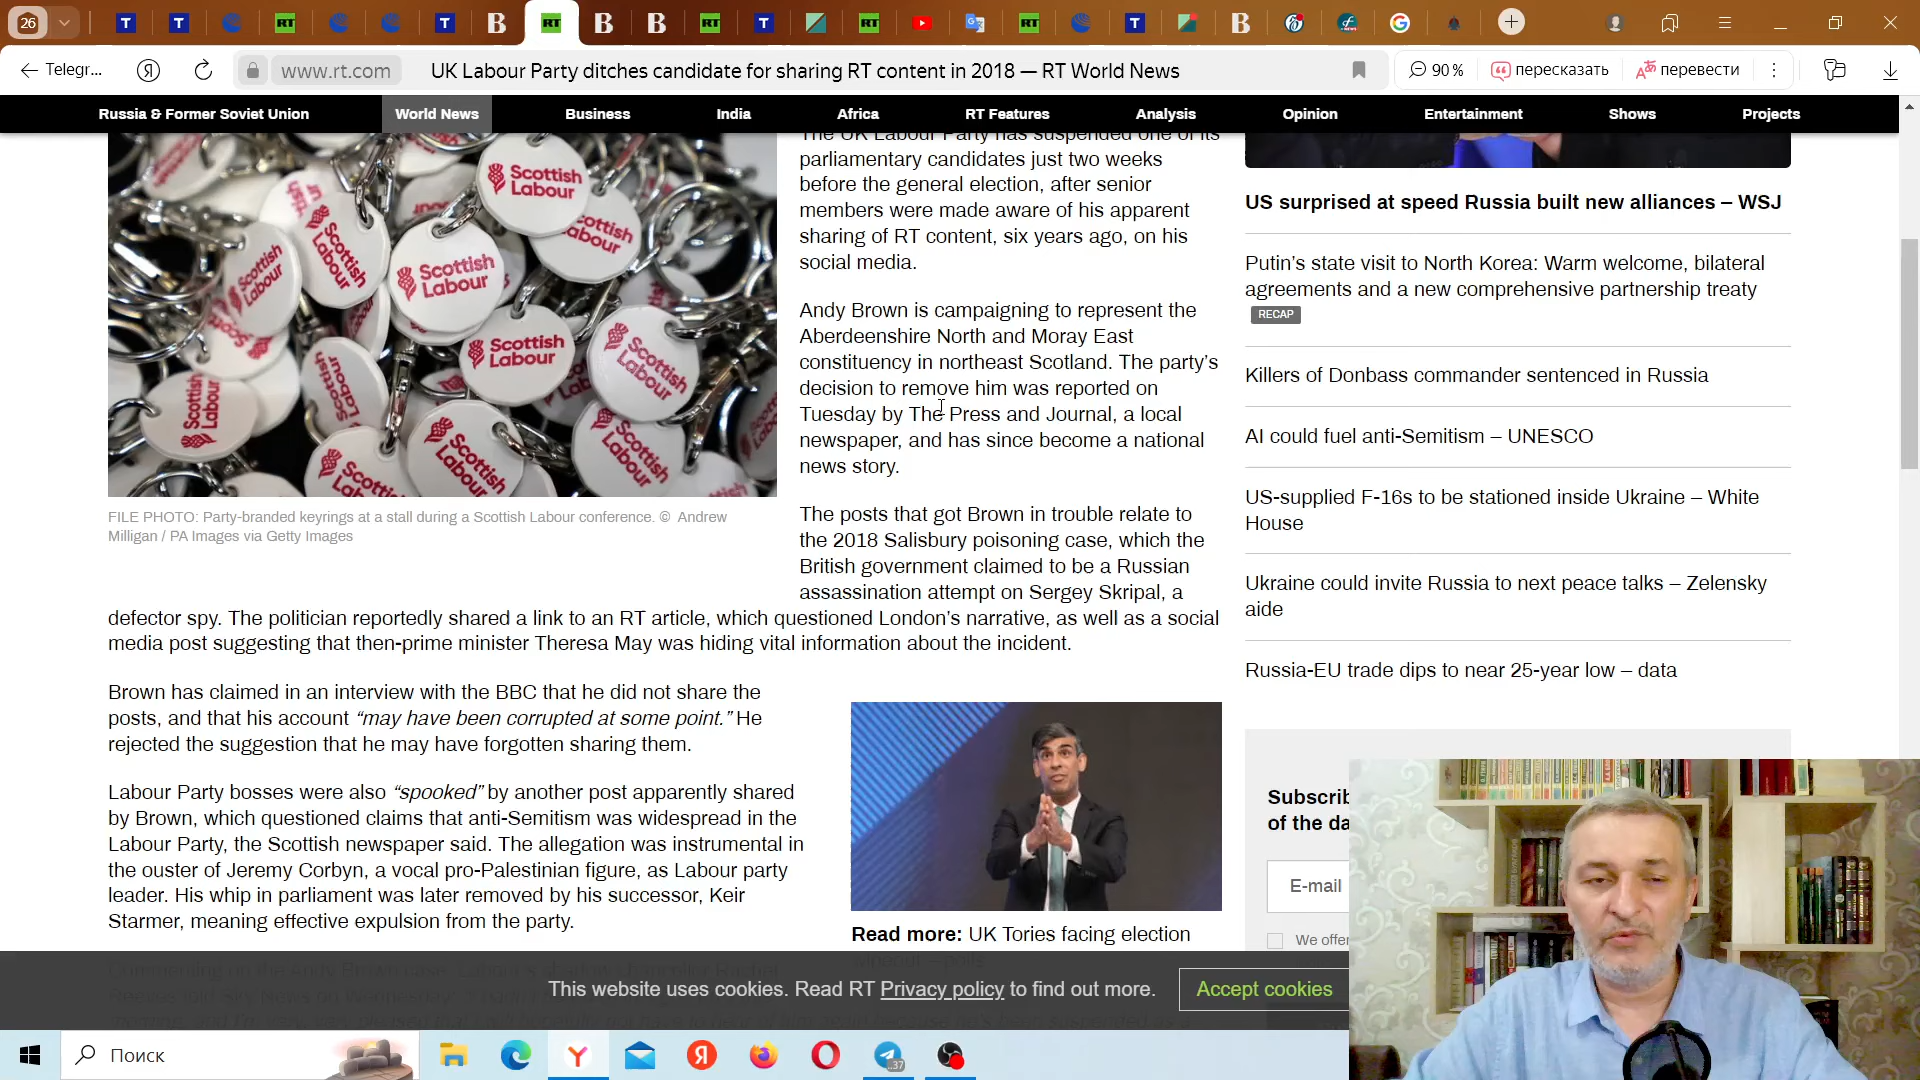 26
Telegr...
www.rt.com
UK Labour Party ditches candidate for sharing RT content in 2018 — RT World News
90 %
пересказать
перевести
Russia & Former Soviet Union
World News
Business
India
Africa
RT Features
Analysis
Opinion
Entertainment
Shows
Projects
Scottish Labour
Scottish Labour
Scottish Labour
The UK Labour Party has suspended one of its
parliamentary candidates just two weeks
before the general election, after senior
members were made aware of his apparent
sharing of RT content, six years ago, on his
social media.
Andy Brown is campaigning to represent the
Aberdeenshire North and Moray East
constituency in northeast Scotland. The party's
decision to remove him was reported on
Tuesday by The Press and Journal, a local
newspaper, and has since become a national
news story.
The posts that got Brown in trouble relate to
the 2018 Salisbury poisoning case, which the
British government claimed to be a Russian
assassination attempt on Sergey Skripal, a
defector spy. The politician reportedly shared a link to an RT article, which questioned London's narrative, as well as a social
media post suggesting that then-prime minister Theresa May was hiding vital information about the incident.
FILE PHOTO: Party-branded keyrings at a stall during a Scottish Labour conference. © Andrew
Milligan / PA Images via Getty Images
Brown has claimed in an interview with the BBC that he did not share the
posts, and that his account "may have been corrupted at some point." He
rejected the suggestion that he may have forgotten sharing them.
Labour Party bosses were also "spooked" by another post apparently shared
by Brown, which questioned claims that anti-Semitism was widespread in the
Labour Party, the Scottish newspaper said. The allegation was instrumental in
the ouster of Jeremy Corbyn, a vocal pro-Palestinian figure, as Labour party
leader. His whip in parliament was later removed by his successor, Keir
Starmer, meaning effective expulsion from the party.
Read more: UK Tories facing election
US surprised at speed Russia built new alliances – WSJ
Putin's state visit to North Korea: Warm welcome, bilateral
agreements and a new comprehensive partnership treaty
RECAP
Killers of Donbass commander sentenced in Russia
AI could fuel anti-Semitism – UNESCO
US-supplied F-16s to be stationed inside Ukraine – White
House
Ukraine could invite Russia to next peace talks – Zelensky
aide
Russia-EU trade dips to near 25-year low – data
of the
E-mail
We
This website uses cookies. Read RT Privacy policy to find out more.
Accept cookies
Поиск